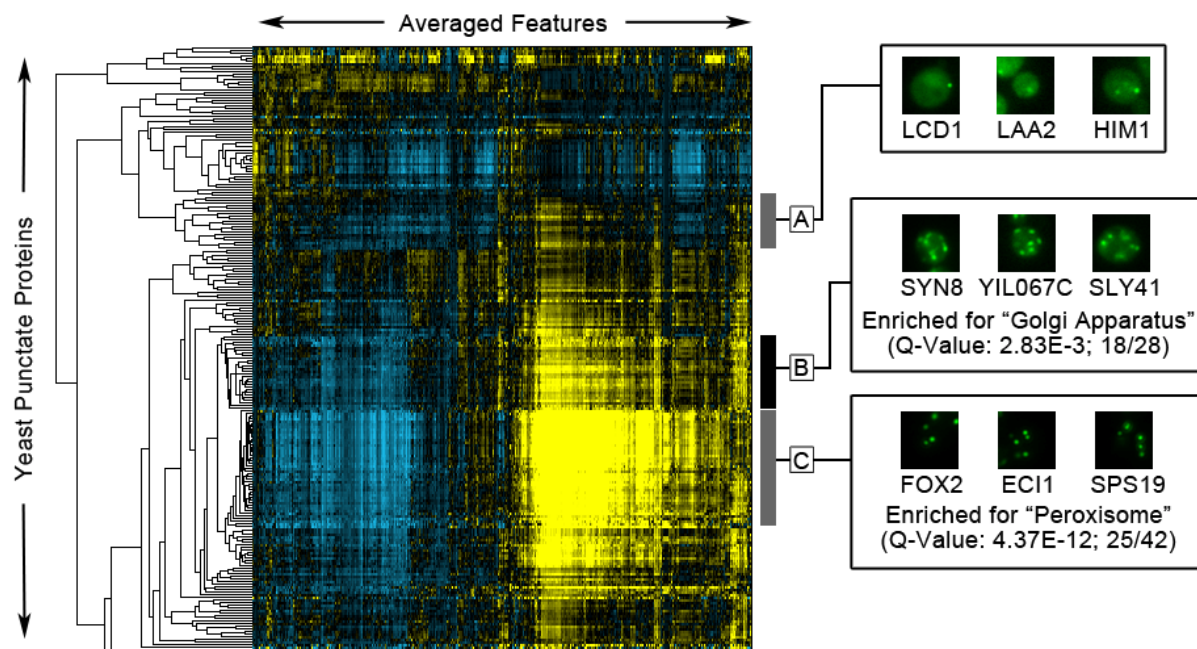 Averaged Features
Yeast Punctate Proteins
A
LCD1 LAA2 HIM1
B
SYN8 YIL067C SLY41
Enriched for “Golgi Apparatus”
(Q-Value: 2.83E-3; 18/28)
C
FOX2 ECI1 SPS19
Enriched for “Peroxisome”
(Q-Value: 4.37E-12; 25/42)